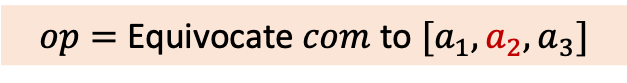 op = Equivocate com to [a₁, a₂, a₃]